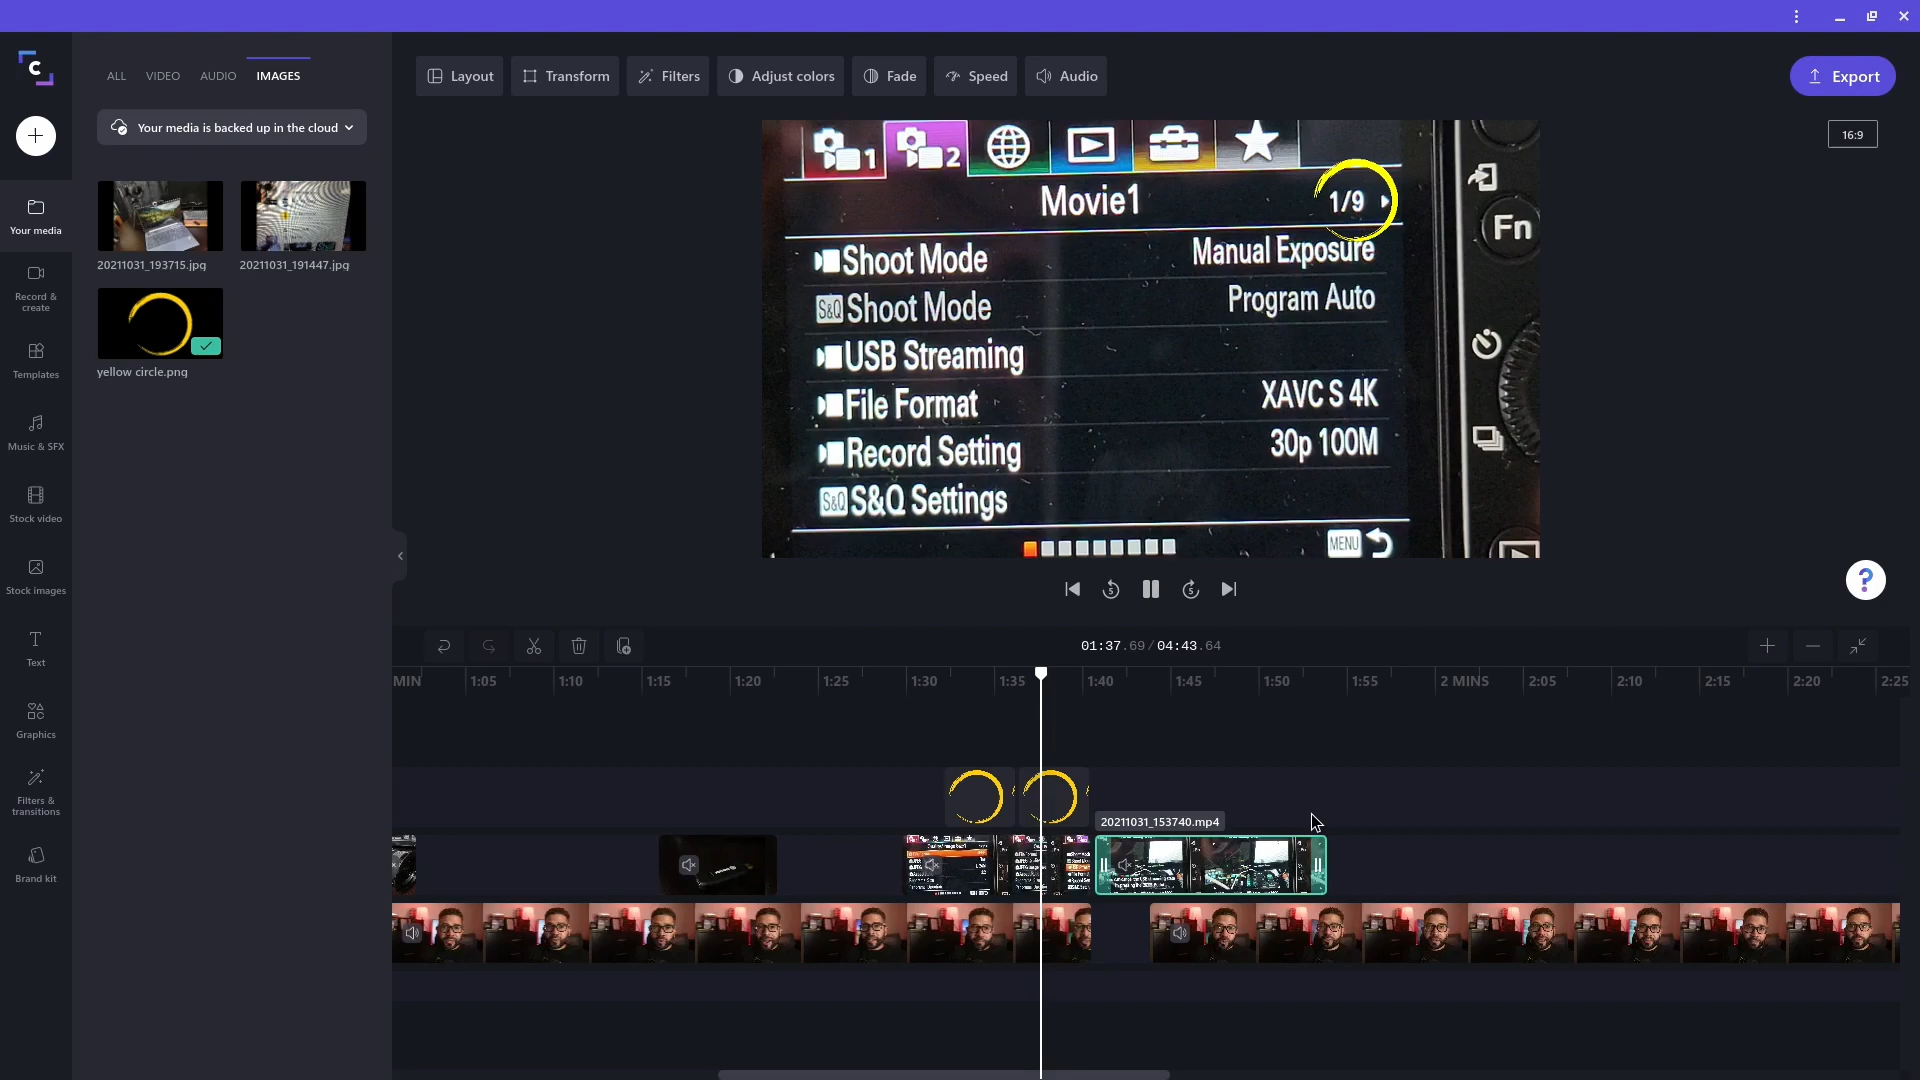 ALL VIDEO AUDIO IMAGES
Layout Transform Filters Adjust colors Fade Speed Audio
Export
Your media is backed up in the cloud
16:9
20211031_193715.jpg 20211031_191447.jpg
yellow circle.png
Your media
Record &
create
Templates
Music & SFX
Stock video
Stock images
Text
Graphics
Filters &
transitions
Brand kit
1 2
Movie1 1/9
Shoot Mode Manual Exposure
S&Q Shoot Mode Program Auto
USB Streaming
File Format XAVC S 4K
Record Setting 30p 100M
S&Q S&Q Settings
MENU
Fn
5 5
?
01:37.69/04:43.64
MIN 1:05 1:10 1:15 1:20 1:25 1:30 1:35 1:40 1:45 1:50 1:55 2 MINS 2:05 2:10 2:15 2:20 2:25
20211031_153740.mp4